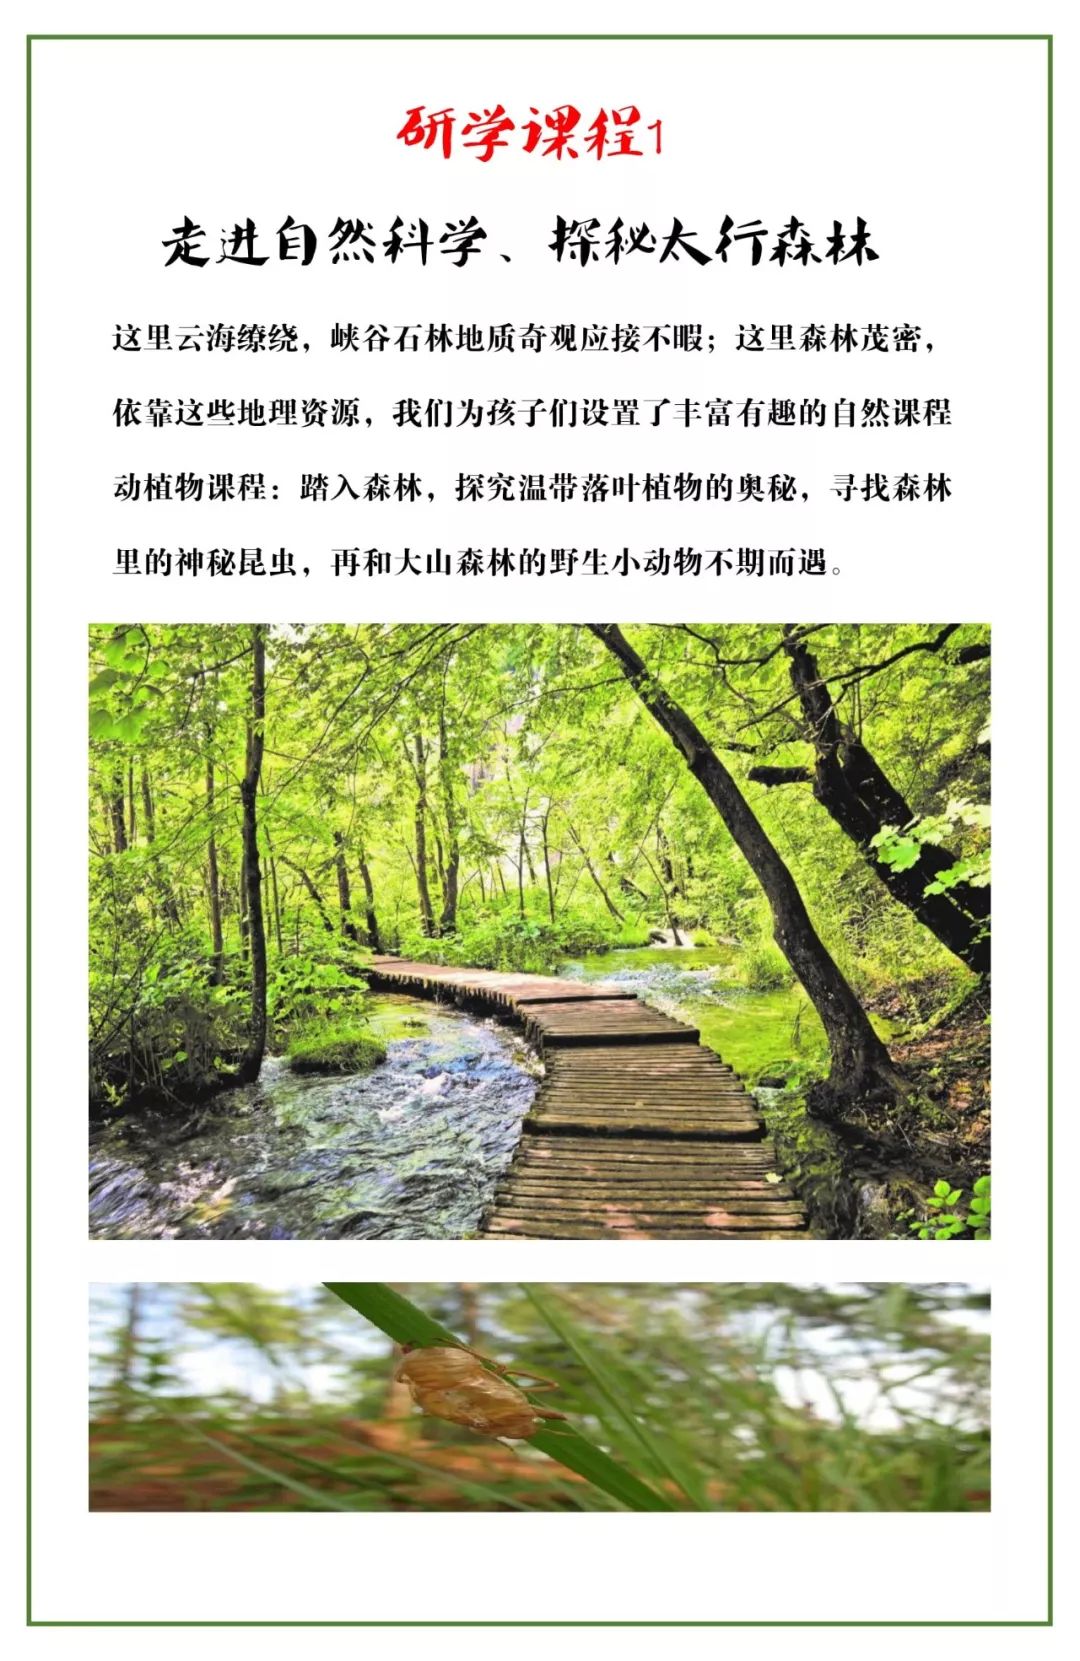 研学课程1
走进自然科学、探秘太行森林
这里云海缭绕，峡谷石林地质奇观应接不暇；这里森林茂密，
依靠这些地理资源，我们为孩子们设置了丰富有趣的自然课程
动植物课程：踏入森林，探究温带落叶植物的奥秘，寻找森林
里的神秘昆虫，再和大山森林的野生小动物不期而遇。